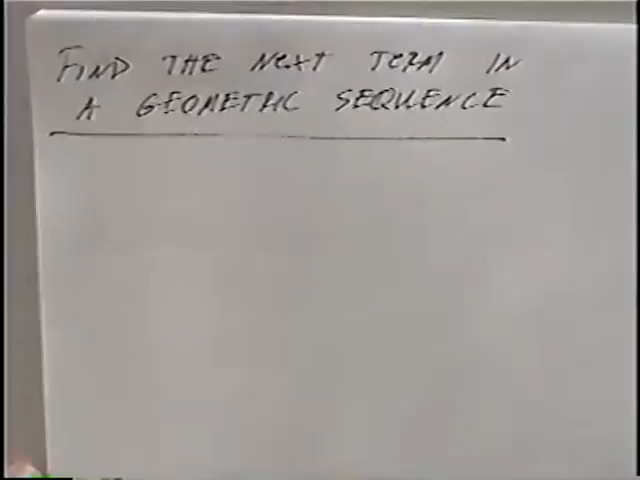 FIND THE NEXT TERM IN
A GEOMETRIC SEQUENCE